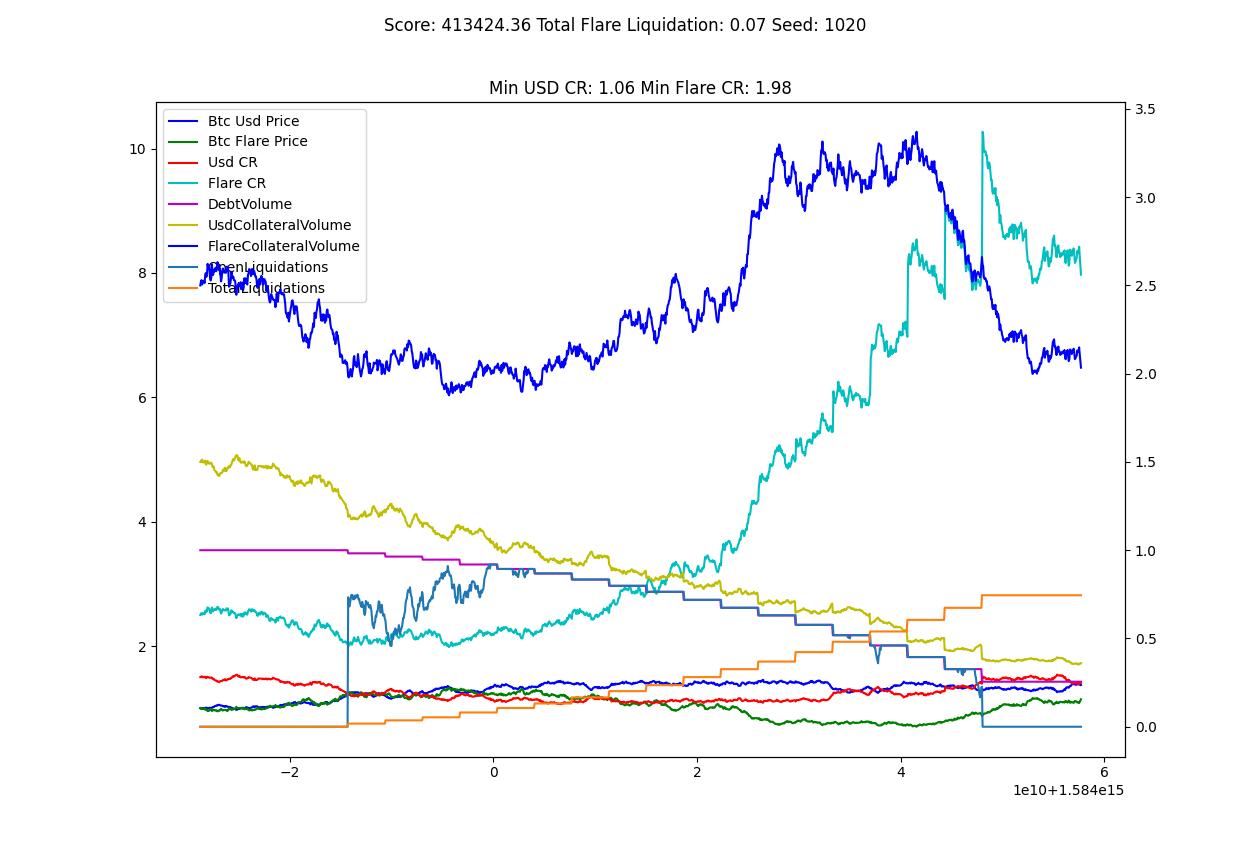 Score: 413424.36 Total Flare Liquidation: 0.07 Seed: 1020
Min USD CR: 1.06 Min Flare CR: 1.98
Btc Usd Price
Btc Flare Price
Usd CR
Flare CR
DebtVolume
UsdCollateralVolume
FlareCollateralVolume
OpenLiquidations
TotalLiquidations
10
8
6
4
2
3.5
3.0
2.5
2.0
1.5
1.0
0.5
0.0
−2
0
2
4
6
1e10+1.584e15